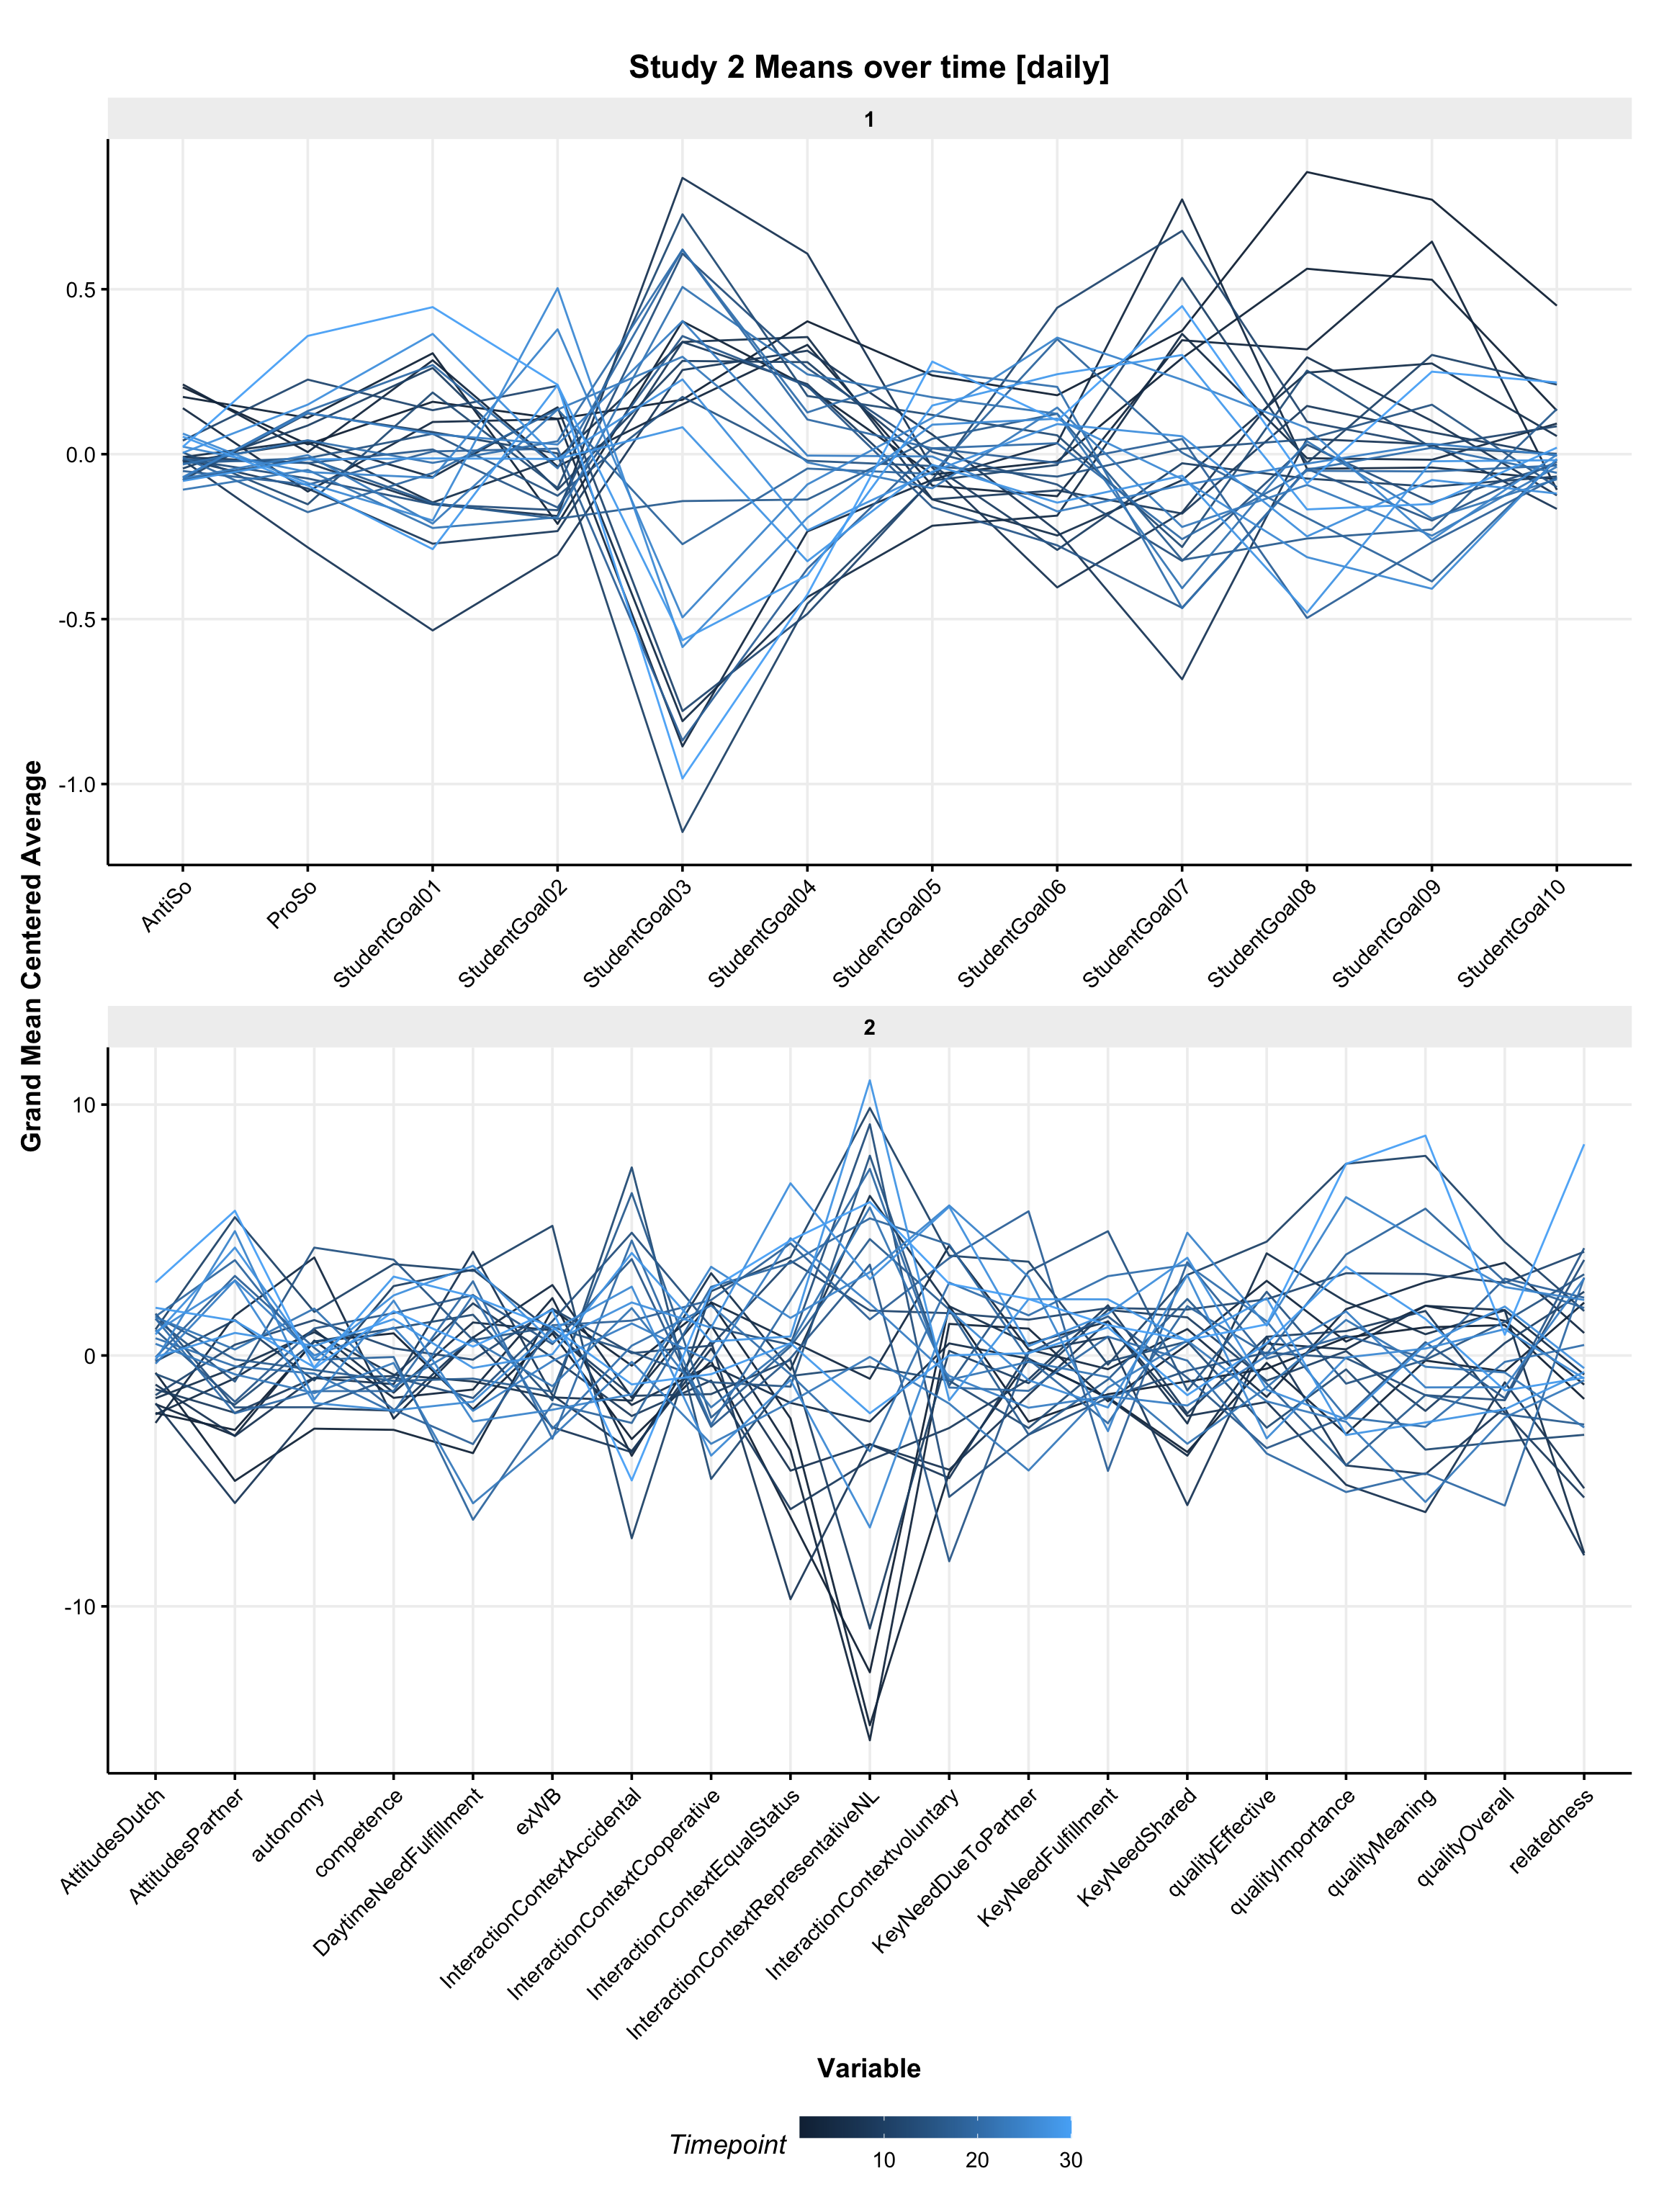 Study 2 Means over time [daily]
1
0.5
0.0
-0.5
-1.0
AntiSo
ProSo
StudentGoal01
StudentGoal02
StudentGoal03
StudentGoal04
StudentGoal05
StudentGoal06
StudentGoal07
StudentGoal08
StudentGoal09
StudentGoal10
Grand Mean Centered Average
2
10
0
-10
AttitudesDutch
AttitudesPartner
autonomy
competence
DaytimeNeedFulfillment
exWB
InteractionContextAccidental
InteractionContextCooperative
InteractionContextEqualStatus
InteractionContextRepresentativeNL
InteractionContextvoluntary
KeyNeedDueToPartner
KeyNeedFulfillment
KeyNeedShared
qualityEffective
qualityImportance
qualityMeaning
qualityOverall
relatedness
Variable
Timepoint
10 20 30